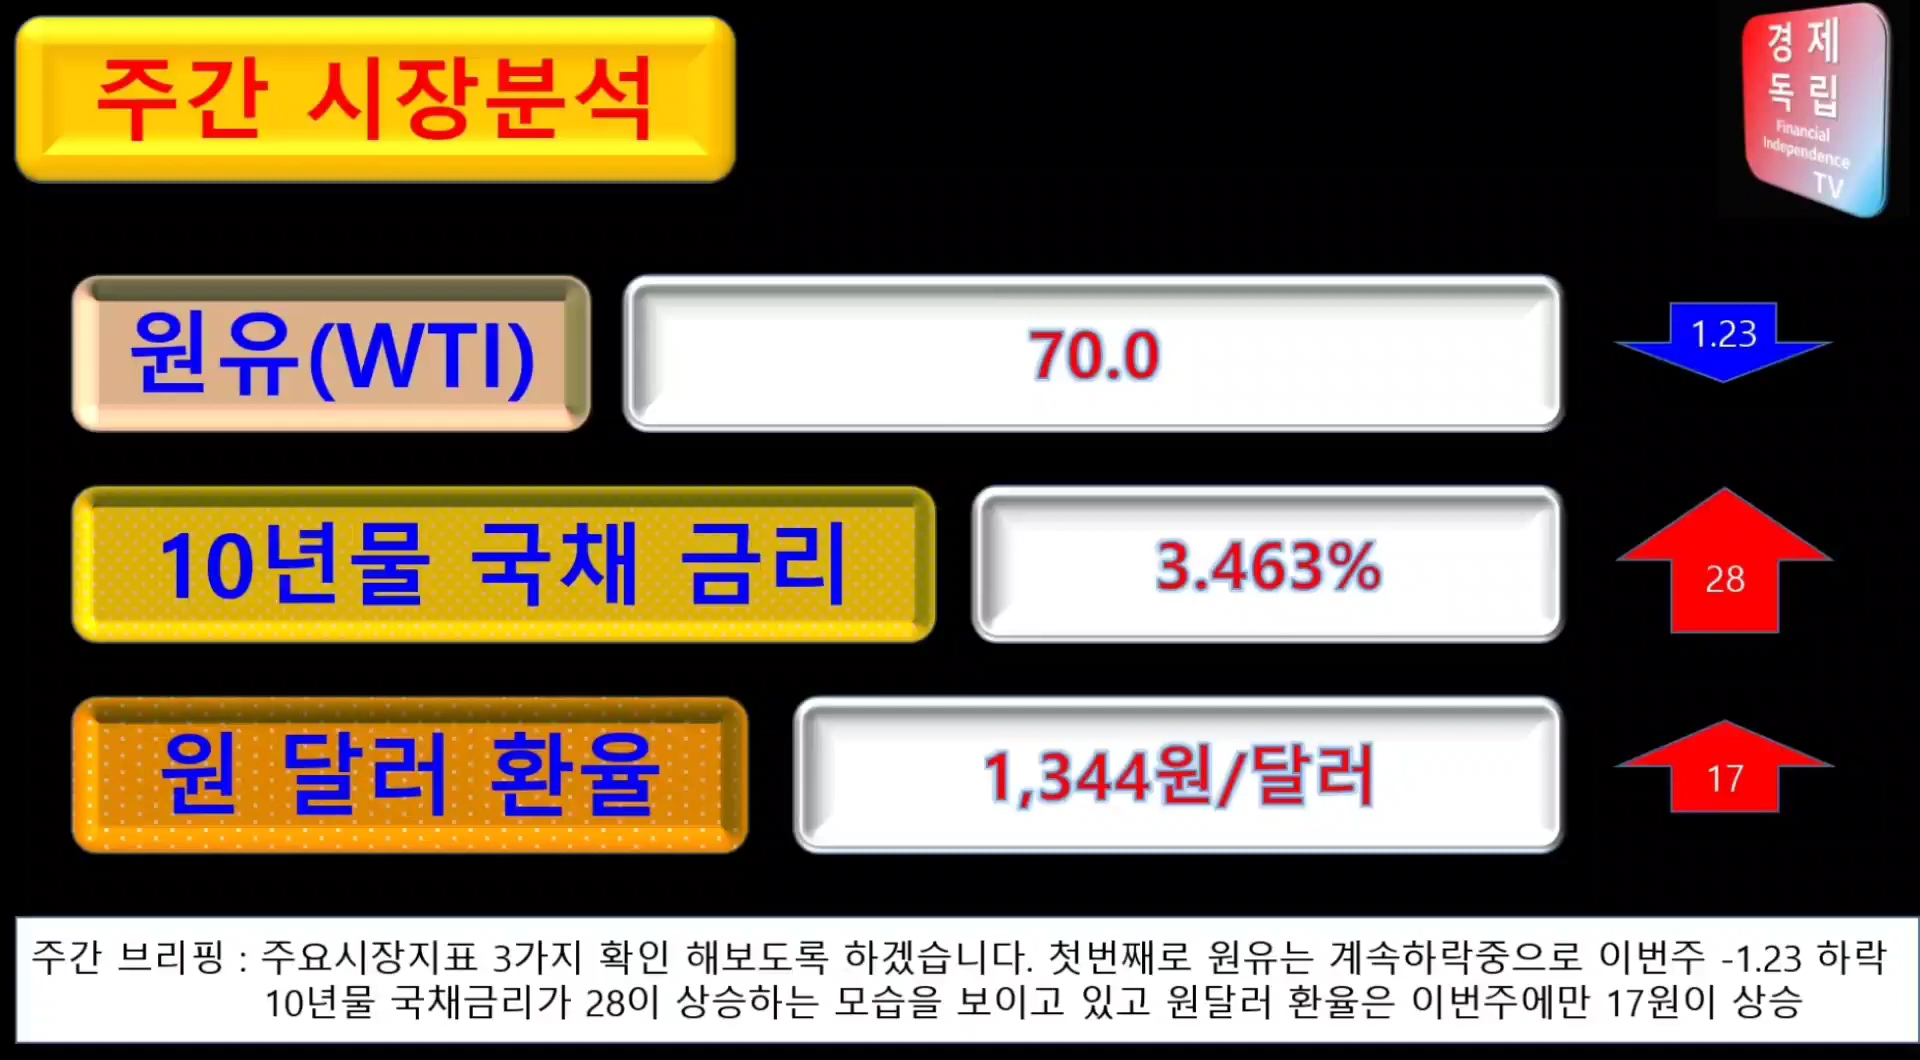 주간 시장분석
경제
독립
Financial
Independence
TV
원유(WTI)
70.0
1.23
10년물 국채 금리
3.463%
28
원 달러 환율
1,344원/달러
17
주간 브리핑 : 주요시장지표 3가지 확인 해보도록 하겠습니다. 첫번째로 원유는 계속하락중으로 이번주 -1.23 하락
10년물 국채금리가 28이 상승하는 모습을 보이고 있고 원달러 환율은 이번주에만 17원이 상승